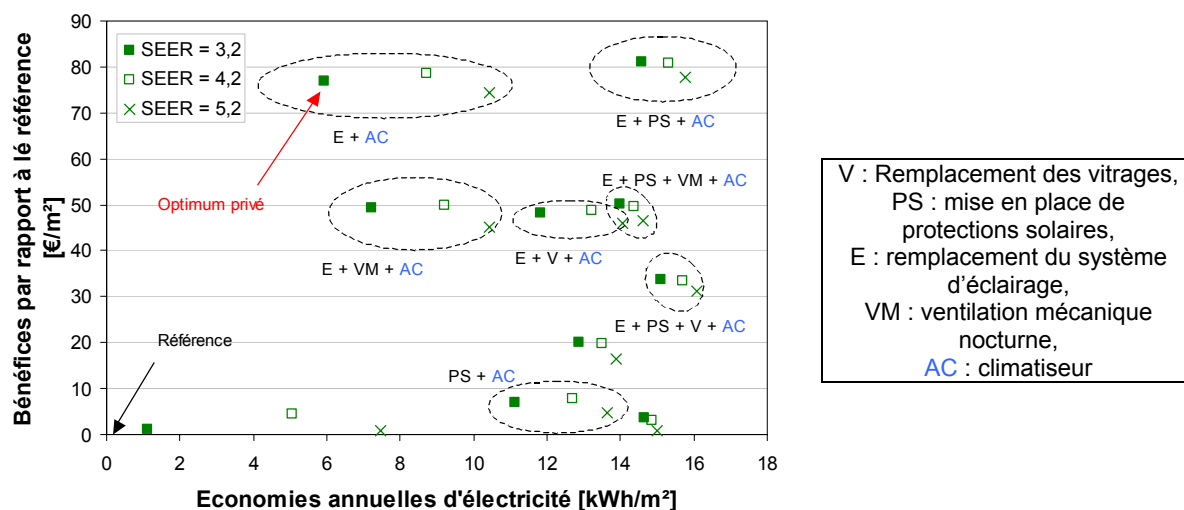 Bénéfices par rapport à lé référence
[€/m²]
90
80
70
60
50
40
30
20
10
0
SEER = 3,2
SEER = 4,2
SEER = 5,2
E + AC
E + PS + AC
Optimum privé
E + PS + VM + AC
E + VM + AC
E + V + AC
E + PS + V + AC
Référence
PS + AC
0 2 4 6 8 10 12 14 16 18
Economies annuelles d'électricité [kWh/m²]
V : Remplacement des vitrages,
PS : mise en place de
protections solaires,
E : remplacement du système
d'éclairage,
VM : ventilation mécanique
nocturne,
AC : climatiseur